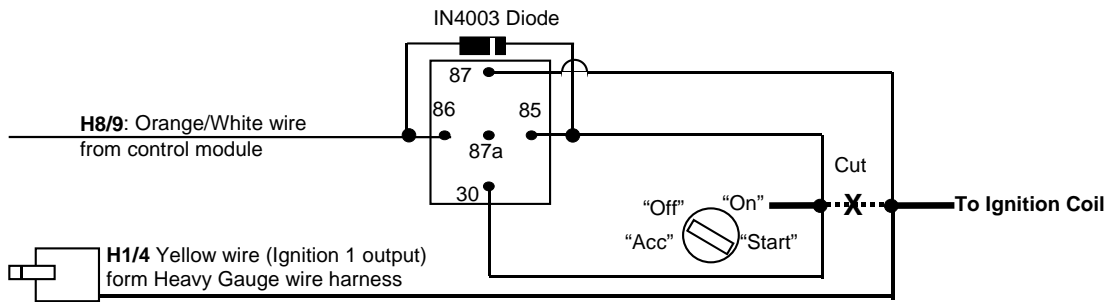 IN4003 Diode
87
86
85
H8/9: Orange/White wire
from control module
87a
30
Cut
X
"Off"
"On"
To Ignition Coil
"Acc"
"Start"
H1/4 Yellow wire (Ignition 1 output)
form Heavy Gauge wire harness